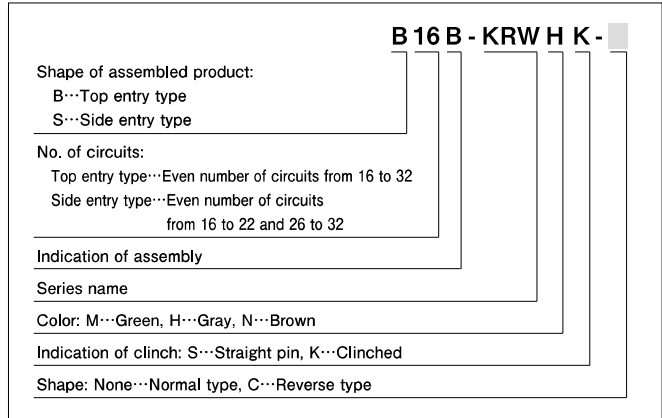 B 16 B - KRW H K -
Shape of assembled product:
B···Top entry type
S···Side entry type
No. of circuits:
Top entry type···Even number of circuits from 16 to 32
Side entry type···Even number of circuits
from 16 to 22 and 26 to 32
Indication of assembly
Series name
Color: M···Green, H···Gray, N···Brown
Indication of clinch: S···Straight pin, K···Clinched
Shape: None···Normal type, C···Reverse type